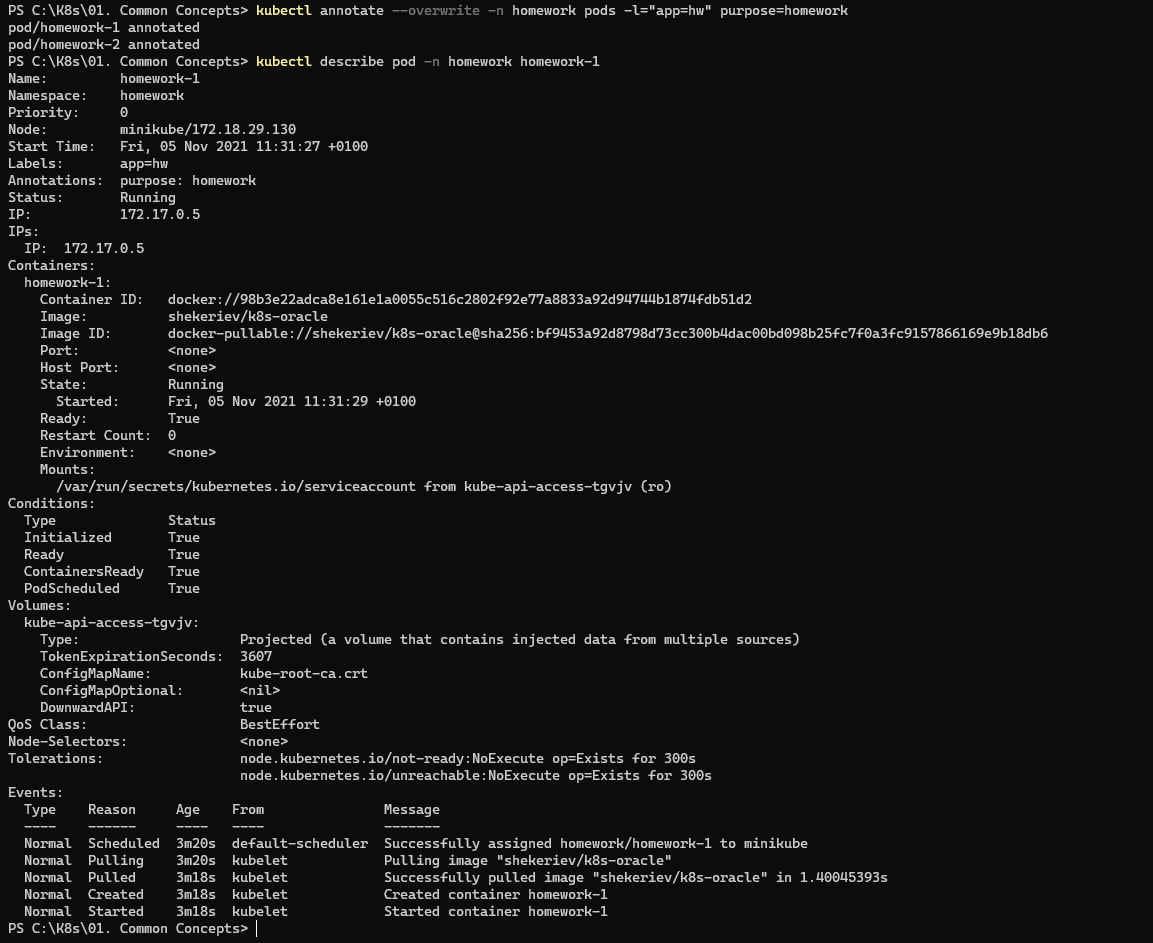 PS C:\K8s\01. Common Concepts> kubectl annotate --overwrite -n homework pods -l="app=hw" purpose=homework
pod/homework-1 annotated
pod/homework-2 annotated
PS C:\K8s\01. Common Concepts> kubectl describe pod -n homework homework-1
Name:         homework-1
Namespace:    homework
Priority:     0
Node:         minikube/172.18.29.130
Start Time:   Fri, 05 Nov 2021 11:31:27 +0100
Labels:       app=hw
Annotations:  purpose: homework
Status:       Running
IP:           172.17.0.5
IPs:
  IP:  172.17.0.5
Containers:
  homework-1:
    Container ID:   docker://98b3e22adca8e161e1a0055c516c2802f92e77a8833a92d94744b1874fdb51d2
    Image:          shekeriev/k8s-oracle
    Image ID:       docker-pullable://shekeriev/k8s-oracle@sha256:bf9453a92d8798d73cc300b4dac00bd098b25fc7f0a3fc9157866169e9b18db6
    Port:           <none>
    Host Port:      <none>
    State:          Running
      Started:      Fri, 05 Nov 2021 11:31:29 +0100
    Ready:          True
    Restart Count:  0
    Environment:    <none>
    Mounts:
      /var/run/secrets/kubernetes.io/serviceaccount from kube-api-access-tgvjv (ro)
Conditions:
  Type              Status
  Initialized       True
  Ready             True
  ContainersReady   True
  PodScheduled      True
Volumes:
  kube-api-access-tgvjv:
    Type:                    Projected (a volume that contains injected data from multiple sources)
    TokenExpirationSeconds:  3607
    ConfigMapName:           kube-root-ca.crt
    ConfigMapOptional:       <nil>
    DownwardAPI:             true
QoS Class:                   BestEffort
Node-Selectors:              <none>
Tolerations:                 node.kubernetes.io/not-ready:NoExecute op=Exists for 300s
                             node.kubernetes.io/unreachable:NoExecute op=Exists for 300s
Events:
  Type    Reason     Age    From               Message
  ----    ------     ----   ----               -------
  Normal  Scheduled  3m20s  default-scheduler  Successfully assigned homework/homework-1 to minikube
  Normal  Pulling    3m20s  kubelet            Pulling image "shekeriev/k8s-oracle"
  Normal  Pulled     3m18s  kubelet            Successfully pulled image "shekeriev/k8s-oracle" in 1.40045393s
  Normal  Created    3m18s  kubelet            Created container homework-1
  Normal  Started    3m18s  kubelet            Started container homework-1
PS C:\K8s\01. Common Concepts>